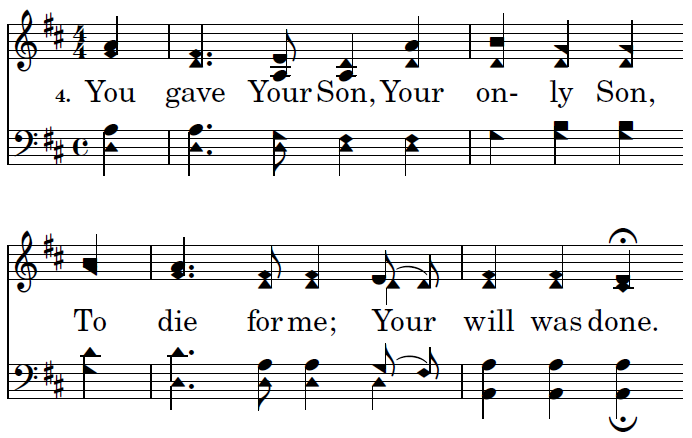 4. You gave Your Son, Your on- ly Son,
To die for me; Your will was done.